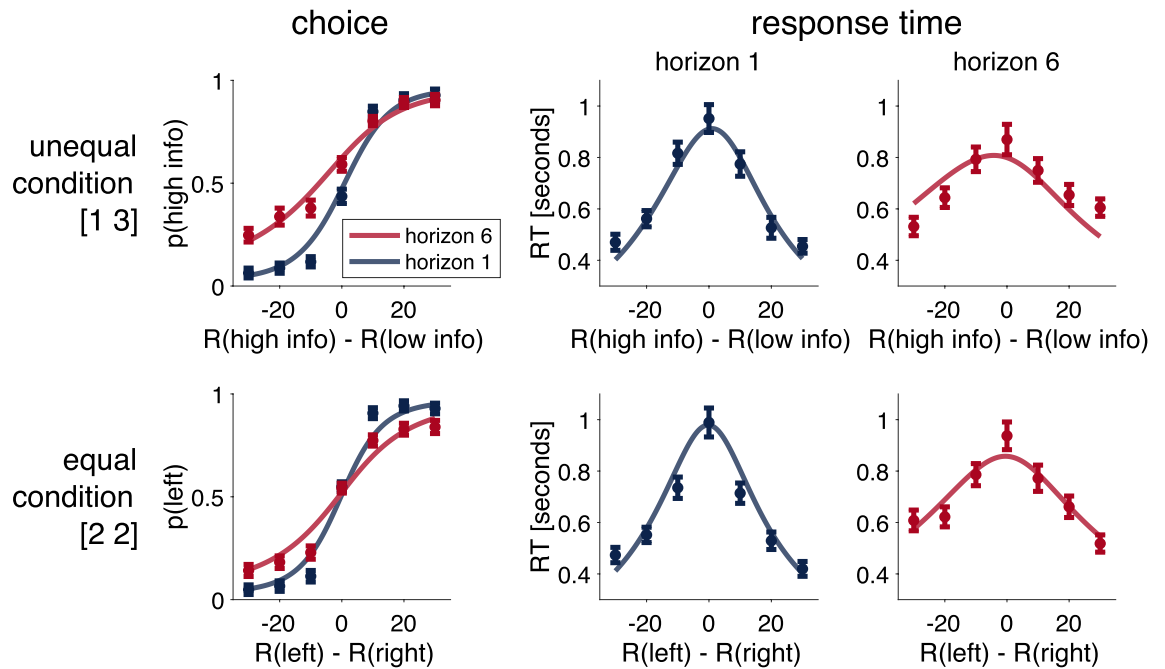 choice
response time
horizon 1
horizon 6
unequal
condition
[1 3]
p(high info)
1
0.5
0
horizon 6
horizon 1
-20
0
20
R(high info) - R(low info)
RT [seconds]
1
0.8
0.6
0.4
-20
0
20
R(high info) - R(low info)
1
0.8
0.6
0.4
-20
0
20
R(high info) - R(low info)
equal
condition
[2 2]
p(left)
1
0.5
0
-20
0
20
R(left) - R(right)
RT [seconds]
1
0.8
0.6
0.4
-20
0
20
R(left) - R(right)
1
0.8
0.6
0.4
-20
0
20
R(left) - R(right)